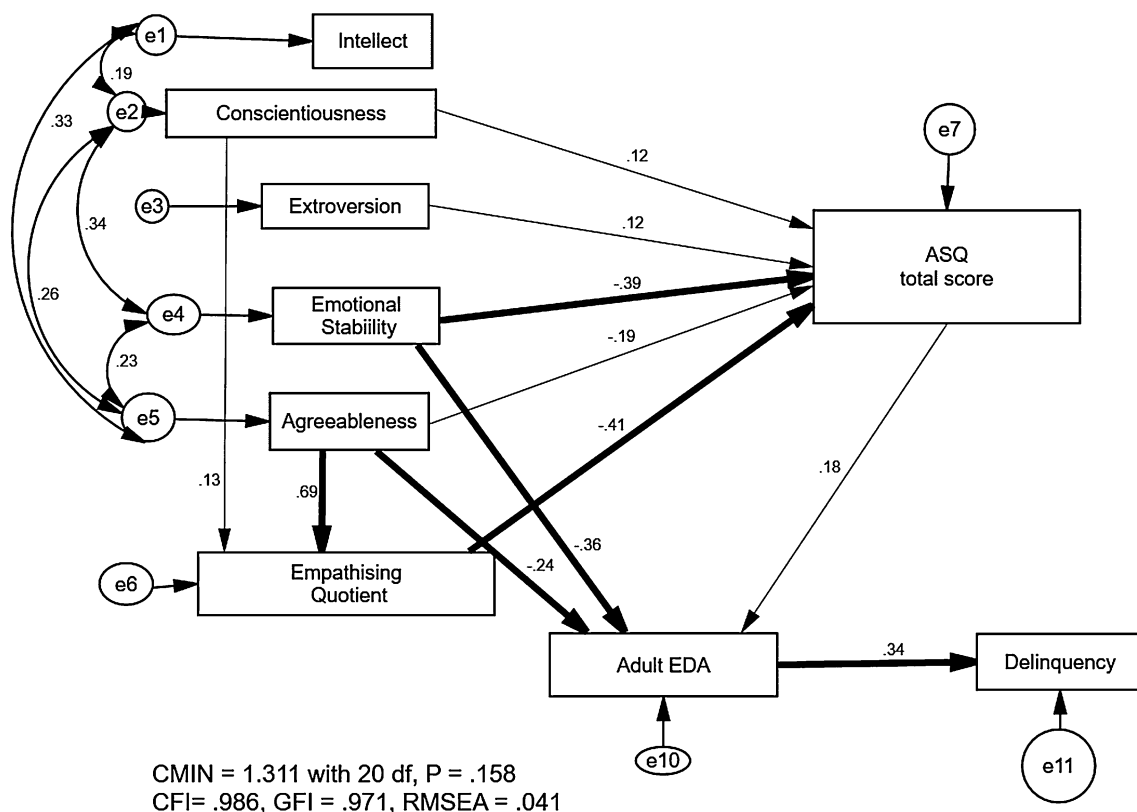 e1
Intellect
.19
e2
Conscientiousness
.33
.12
e7
e3
Extroversion
.34
.12
ASQ
total score
.26
e4
Emotional
Stabiility
-.39
.23
-.19
e5
Agreeableness
-.41
.13
.69
.18
-.36
-.24
e6
Empathising
Quotient
Adult EDA
.34
Delinquency
e10
e11
CMIN = 1.311 with 20 df, P = .158
CFI= .986, GFI = .971, RMSEA = .041